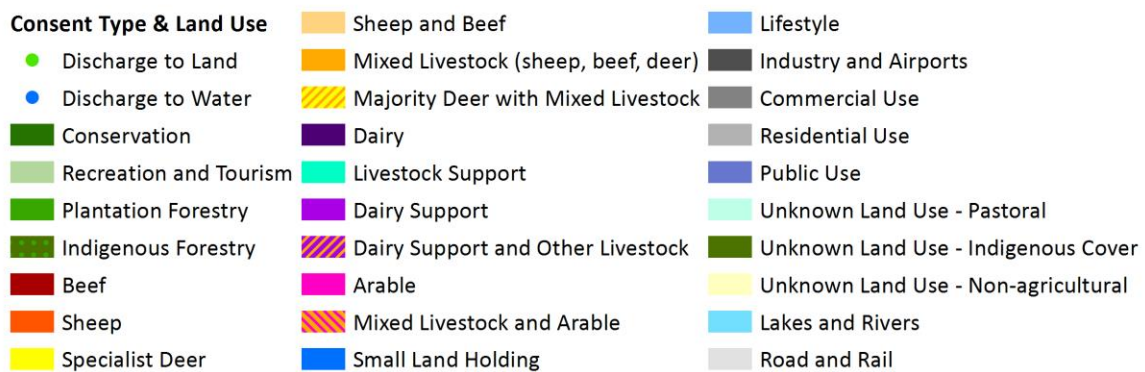 Consent Type & Land Use
Discharge to Land
Discharge to Water
Conservation
Recreation and Tourism
Plantation Forestry
Indigenous Forestry
Beef
Sheep
Specialist Deer
Sheep and Beef
Mixed Livestock (sheep, beef, deer)
Majority Deer with Mixed Livestock
Dairy
Livestock Support
Dairy Support
Dairy Support and Other Livestock
Arable
Mixed Livestock and Arable
Small Land Holding
Lifestyle
Industry and Airports
Commercial Use
Residential Use
Public Use
Unknown Land Use - Pastoral
Unknown Land Use - Indigenous Cover
Unknown Land Use - Non-agricultural
Lakes and Rivers
Road and Rail